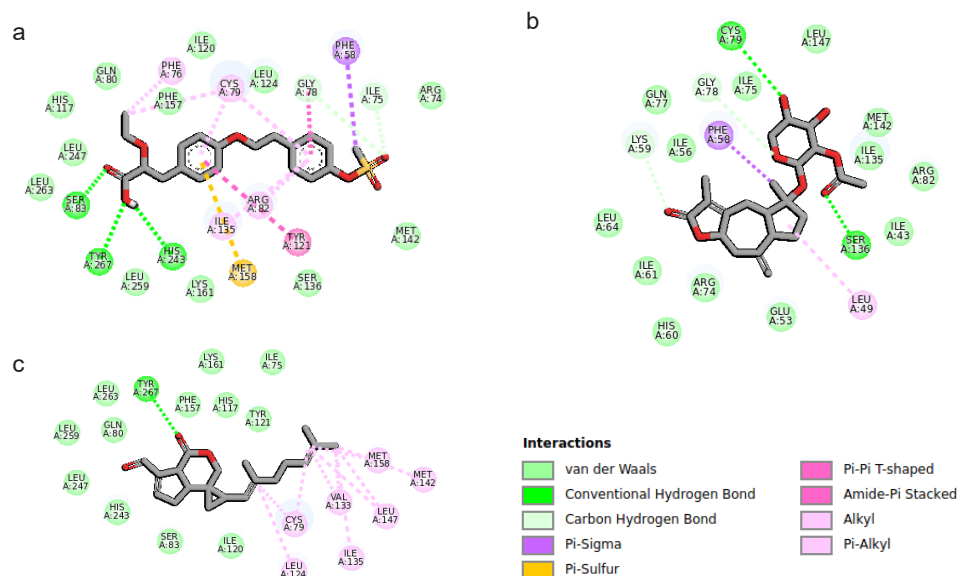 a
ILE
A:120
PHE
A:58
GLN
A:80
PHE
A:76
CYS
A:79
LEU
A:124
GLY
A:78
ILE
A:75
ARG
A:74
HIS
A:117
PHE
A:157
LEU
A:247
LEU
A:263
SER
A:83
ARG
A:82
ILE
A:135
TYR
A:121
MET
A:142
TYR
A:267
HIS
A:243
MET
A:158
LEU
A:259
LYS
A:161
SER
A:136
b
CYS
A:79
LEU
A:147
GLY
A:78
ILE
A:75
GLN
A:77
MET
A:142
LYS
A:59
ILE
A:56
PHE
A:58
ILE
A:135
ARG
A:82
LEU
A:64
ILE
A:43
SER
A:136
ILE
A:61
ARG
A:74
LEU
A:49
GLU
A:53
HIS
A:60
c
LYS
A:161
ILE
A:75
LEU
A:263
TYR
A:267
PHE
A:157
HIS
A:117
TYR
A:121
LEU
A:259
GLN
A:80
MET
A:158
MET
A:142
LEU
A:247
VAL
A:133
LEU
A:147
HIS
A:243
CYS
A:79
SER
A:83
ILE
A:120
ILE
A:135
LEU
A:124
Interactions
van der Waals
Conventional Hydrogen Bond
Carbon Hydrogen Bond
Pi-Sigma
Pi-Sulfur
Pi-Pi T-shaped
Amide-Pi Stacked
Alkyl
Pi-Alkyl